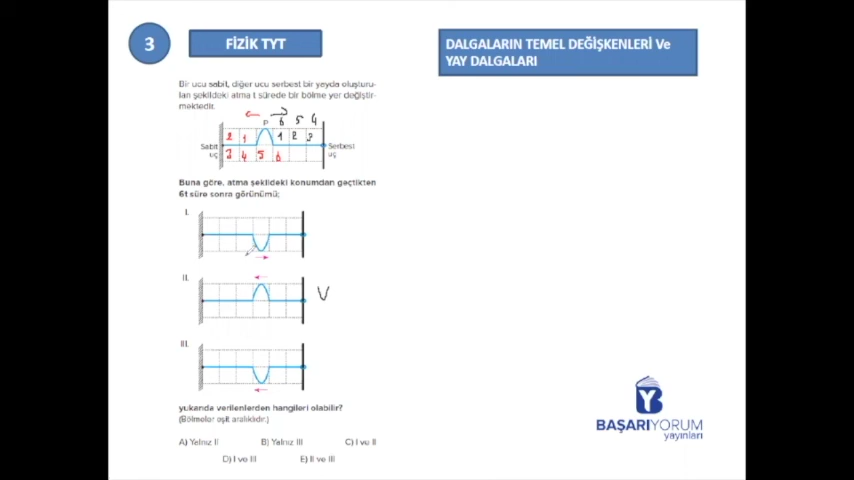 3
FİZİK TYT
DALGALARIN TEMEL DEĞİŞKENLERİ Ve
YAY DALGALARI
Bir ucu sabit, diğer ucu serbest bir yayda oluşturu-
lan şekildeki atma t sürede bir bölme yer değiştir-
mektedir.
P 6 5 4
2 1 1 2 3
Sabit
uç
Serbest
uç
3 4 5 6
Buna göre, atma şekildeki konumdan geçtikten
6t süre sonra görünümü;
I.
II.
V
III.
yukarıda verilenlerden hangileri olabilir?
(Bölmeler eşit aralıklıdır.)
A) Yalnız II B) Yalnız III C) I ve II
D) I ve III E) II ve III
BY
BAŞARIYORUM
yayınları